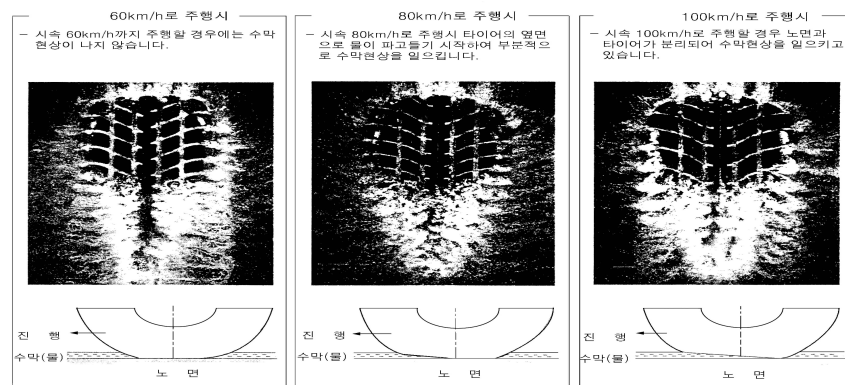 60km/h로 주행시
- 시속 60km/h까지 주행할 경우에는 수막
현상이 나지 않습니다.
진 행
수막(물)
노 면
80km/h로 주행시
- 시속 80km/h로 주행시 타이어의 옆면
으로 물이 파고들기 시작하여 부분적으
로 수막현상을 일으킵니다.
진 행
노 면
100km/h로 주행시
- 시속 100km/h로 주행할 경우 노면과
타이어가 분리되어 수막현상을 일으키고
있습니다.
진 행
수막(물)
노 면